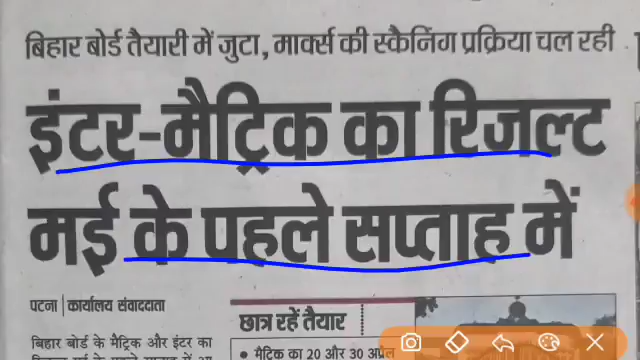 बिहार बोर्ड तैयारी में जुटा, मार्क्स की स्कैनिंग प्रक्रिया चल रही
इंटर-मैट्रिक का रिजल्ट
मई के पहले सप्ताह में
पटना | कार्यालय संवाददाता
बिहार बोर्ड के मैट्रिक और इंटर का
छात्र रहें तैयार
• मैट्रिक का 20 और 30 अप्रैल